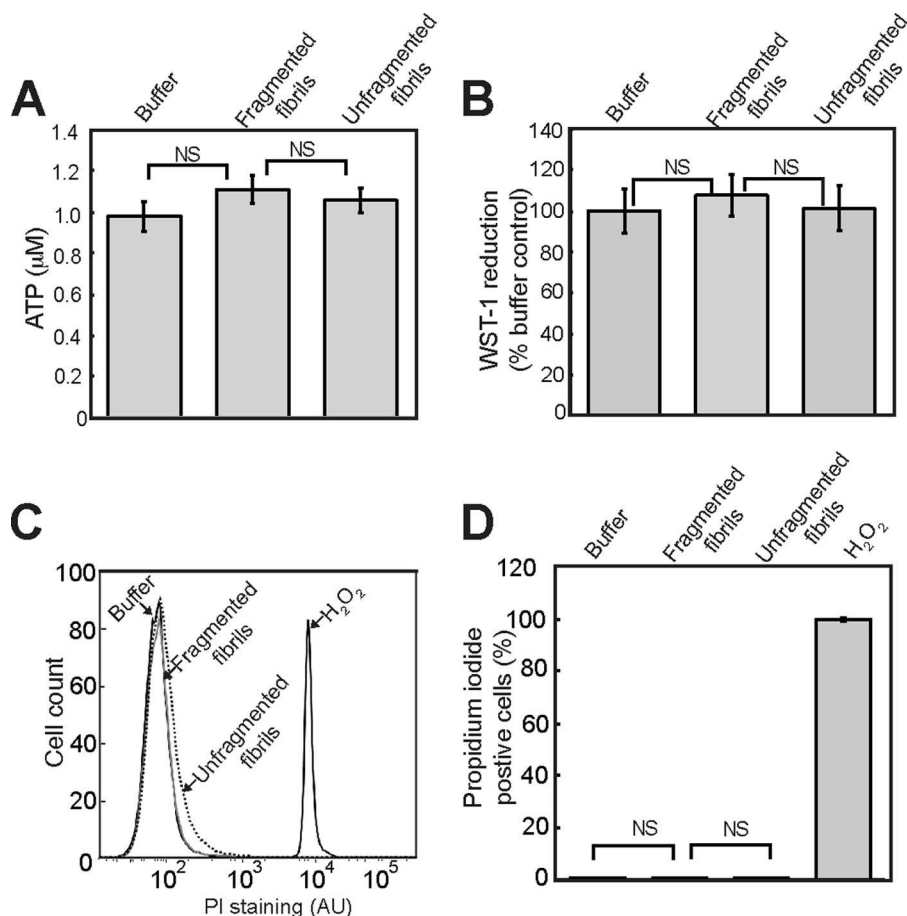 A
Buffer
Fragmented
fibrils
Unfragmented
fibrils
1.4
1.2
1.0
0.8
0.6
0.4
0.2
0
ATP (µM)
NS
NS
B
Buffer
Fragmented
fibrils
Unfragmented
fibrils
140
120
100
80
60
40
20
0
WST-1 reduction
(% buffer control)
NS
NS
C
100
80
60
40
20
0
Cell count
Buffer
Fragmented
fibrils
Unfragmented
fibrils
H₂O₂
10²
10³
10⁴
10⁵
PI staining (AU)
D
Buffer
Fragmented
fibrils
Unfragmented
fibrils
H₂O₂
120
100
80
60
40
20
0
Propidium iodide
postive cells (%)
NS
NS